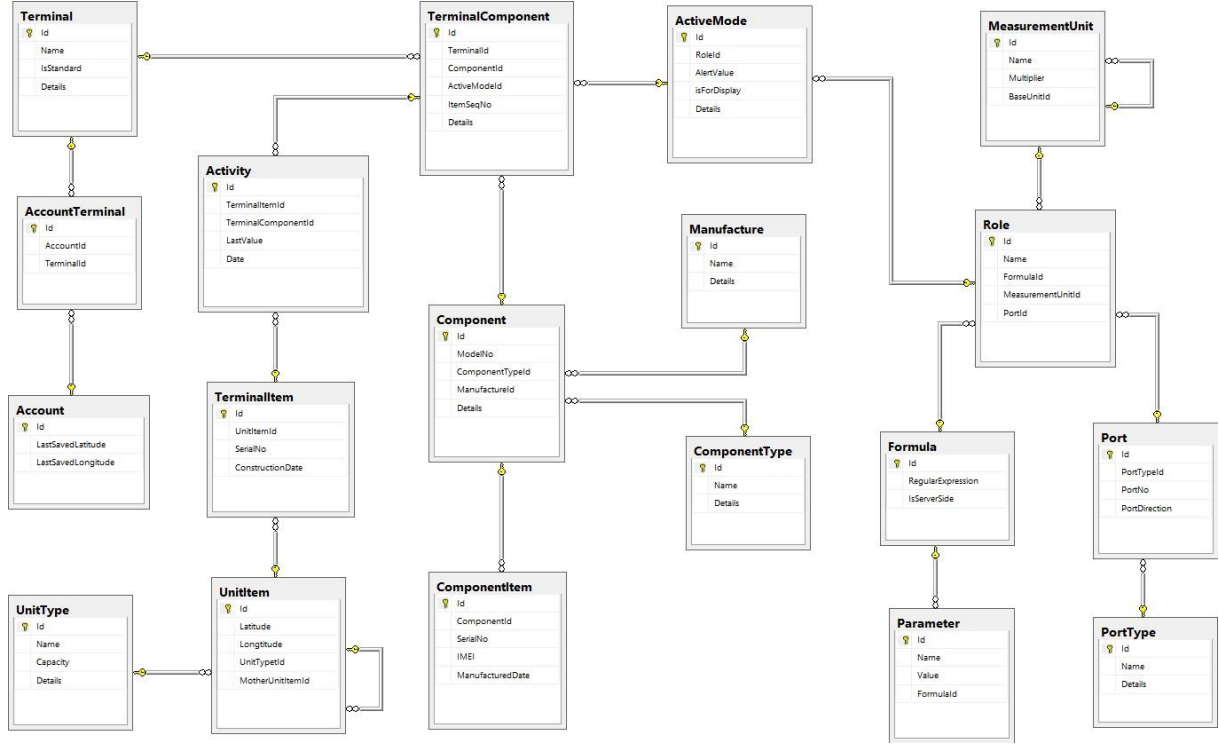 Terminal
Id
Name
IsStandard
Details
TerminalComponent
Id
TerminalId
ComponentId
ActiveModeId
ItemSeqNo
Details
ActiveMode
Id
RoleId
AlertValue
isForDisplay
Details
MeasurementUnit
Id
Name
Multiplier
BaseUnitId
AccountTerminal
Id
AccountId
TerminalId
Activity
Id
TerminalItemId
TerminalComponentId
LastValue
Date
Manufacture
Id
Name
Details
Role
Id
Name
FormulaId
MeasurementUnitId
PortId
Account
Id
LastSavedLatitude
LastSavedLongitude
TerminalItem
Id
UnitItemId
SerialNo
ConstructionDate
Component
Id
ModelNo
ComponentTypeId
ManufactureId
Details
ComponentType
Id
Name
Details
Formula
Id
RegularExpression
IsServerSide
Port
Id
PortTypeId
PortNo
PortDirection
UnitType
Id
Name
Capacity
Details
UnitItem
Id
Latitude
Longtitude
UnitTypetId
MotherUnitItemId
ComponentItem
Id
ComponentId
SerialNo
IMEI
ManufacturedDate
Parameter
Id
Name
Value
FormulaId
PortType
Id
Name
Details